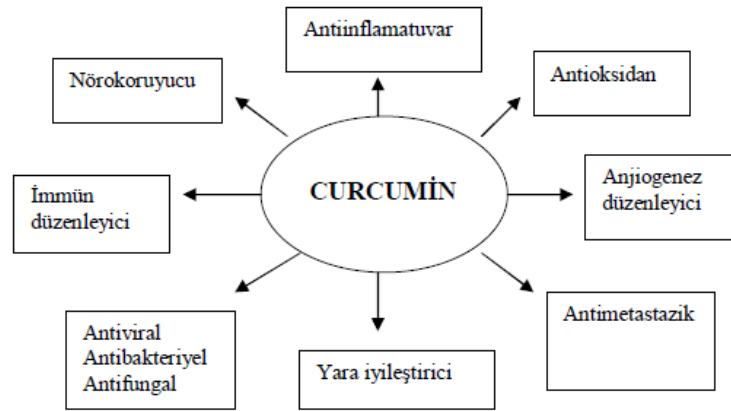 Antiinflamatuvar
Nörokoruyucu
Antioksidan
CURCUMİN
İmmün
düzenleyici
Anjiogenez
düzenleyici
Antiviral
Antibakteriyel
Antifungal
Yara iyileştirici
Antimetastazik